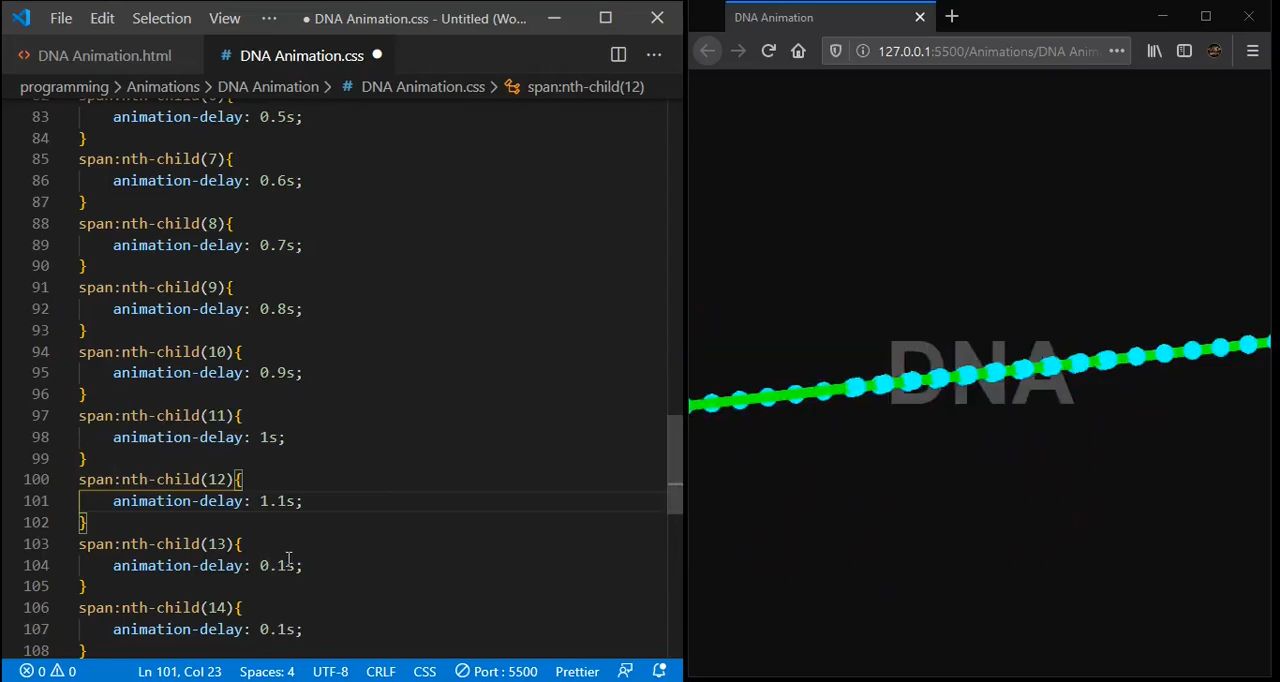 File Edit Selection View ··· ● DNA Animation.css - Untitled (Wo...
DNA Animation
<> DNA Animation.html # DNA Animation.css ●
127.0.0.1:5500/Animations/DNA Anim
programming > Animations > DNA Animation > # DNA Animation.css > span:nth-child(12)
83 animation-delay: 0.5s;
84 }
85 span:nth-child(7){
86 animation-delay: 0.6s;
87 }
88 span:nth-child(8){
89 animation-delay: 0.7s;
90 }
91 span:nth-child(9){
92 animation-delay: 0.8s;
93 }
94 span:nth-child(10){
95 animation-delay: 0.9s;
96 }
97 span:nth-child(11){
98 animation-delay: 1s;
99 }
100 span:nth-child(12){
101 animation-delay: 1.1s;
102 }
103 span:nth-child(13){
104 animation-delay: 0.1s;
105 }
106 span:nth-child(14){
107 animation-delay: 0.1s;
108 }
DNA
0 0 Ln 101, Col 23 Spaces: 4 UTF-8 CRLF CSS Port : 5500 Prettier